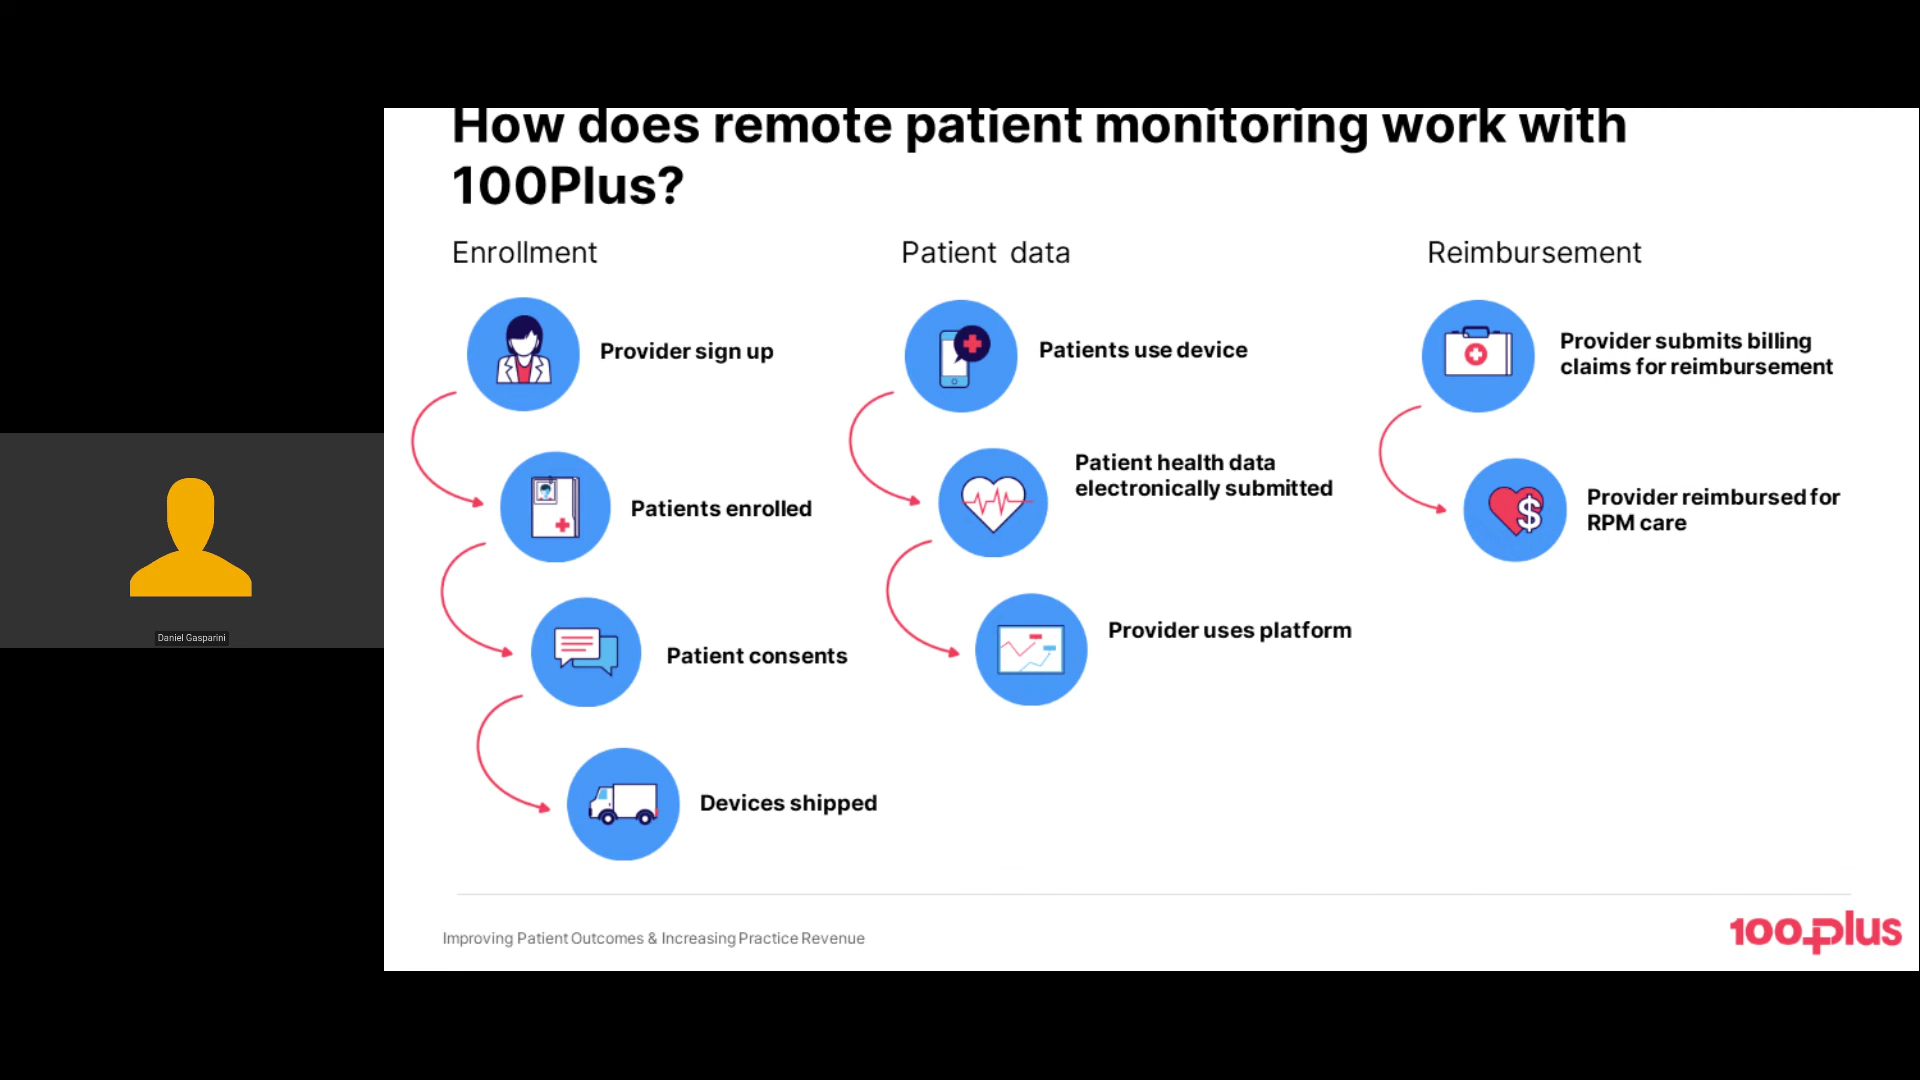 How does remote patient monitoring work with
100Plus?
Enrollment
Provider sign up
Patients enrolled
Patient consents
Devices shipped
Patient data
Patients use device
Patient health data
electronically submitted
Provider uses platform
Reimbursement
Provider submits billing
claims for reimbursement
Provider reimbursed for
RPM care
Daniel Gasparini
Improving Patient Outcomes & Increasing Practice Revenue
100plus